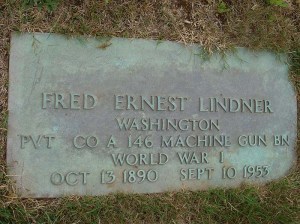 FRED ERNEST LINDNER
WASHINGTON
PVT CO A 146 MACHINE GUN BN
WORLD WAR I
OCT 13 1890 SEPT 10 1953